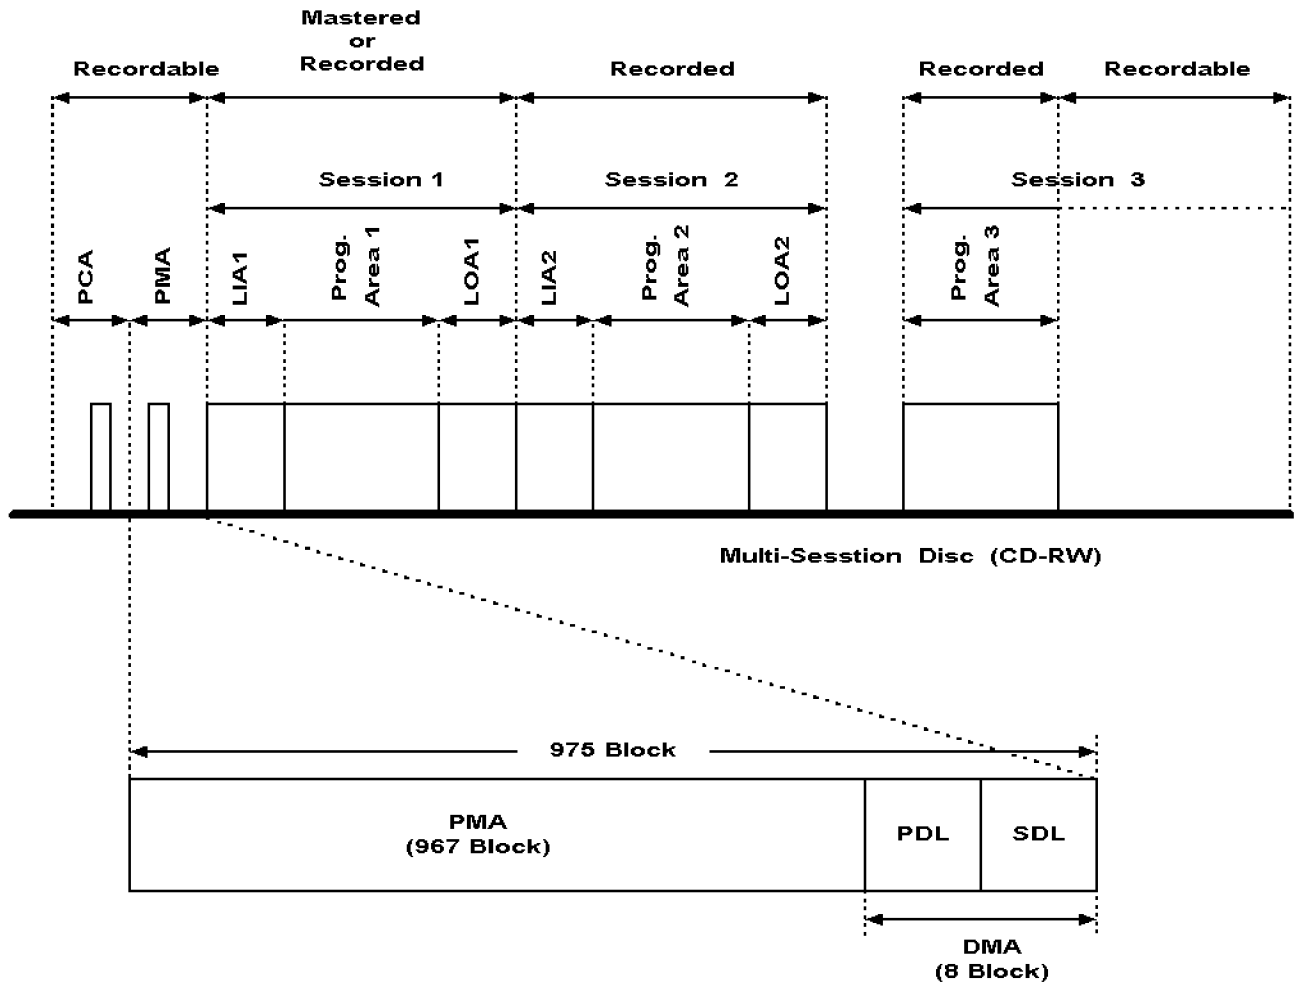 Mastered
or
Recorded
Recordable
Recorded
Recorded
Recordable
Session 1
Session 2
Session 3
PCA
PMA
LIA1
Prog.
Area 1
LOA1
LIA2
Prog.
Area 2
LOA2
Prog.
Area 3
Multi-Sesstion Disc (CD-RW)
975 Block
PMA
(967 Block)
PDL
SDL
DMA
(8 Block)